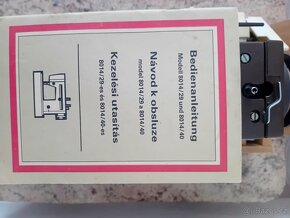 Bedienanleitung
Modell 8014/29 und 8014/40
Návod k obsluze
model 8014/29 a 8014/40
Kezelési utasítás
8014/29-es és 8014/40-es